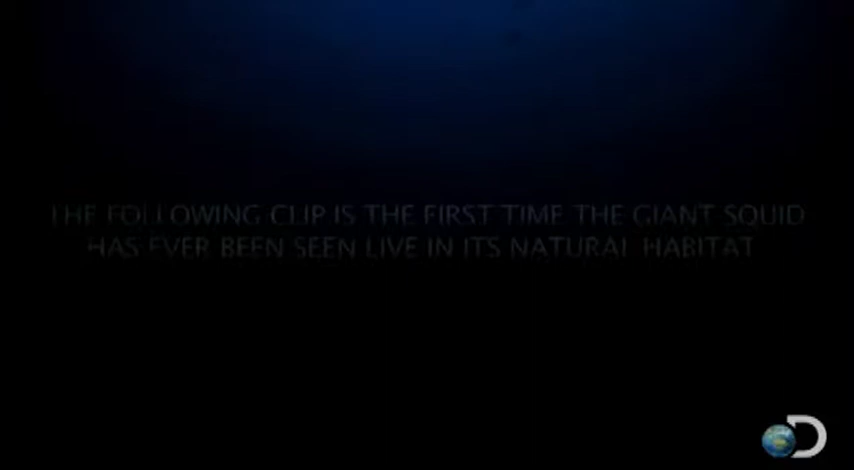 THE FOLLOWING CLIP IS THE FIRST TIME THE GIANT SQUID
HAS EVER BEEN SEEN LIVE IN ITS NATURAL HABITAT
D